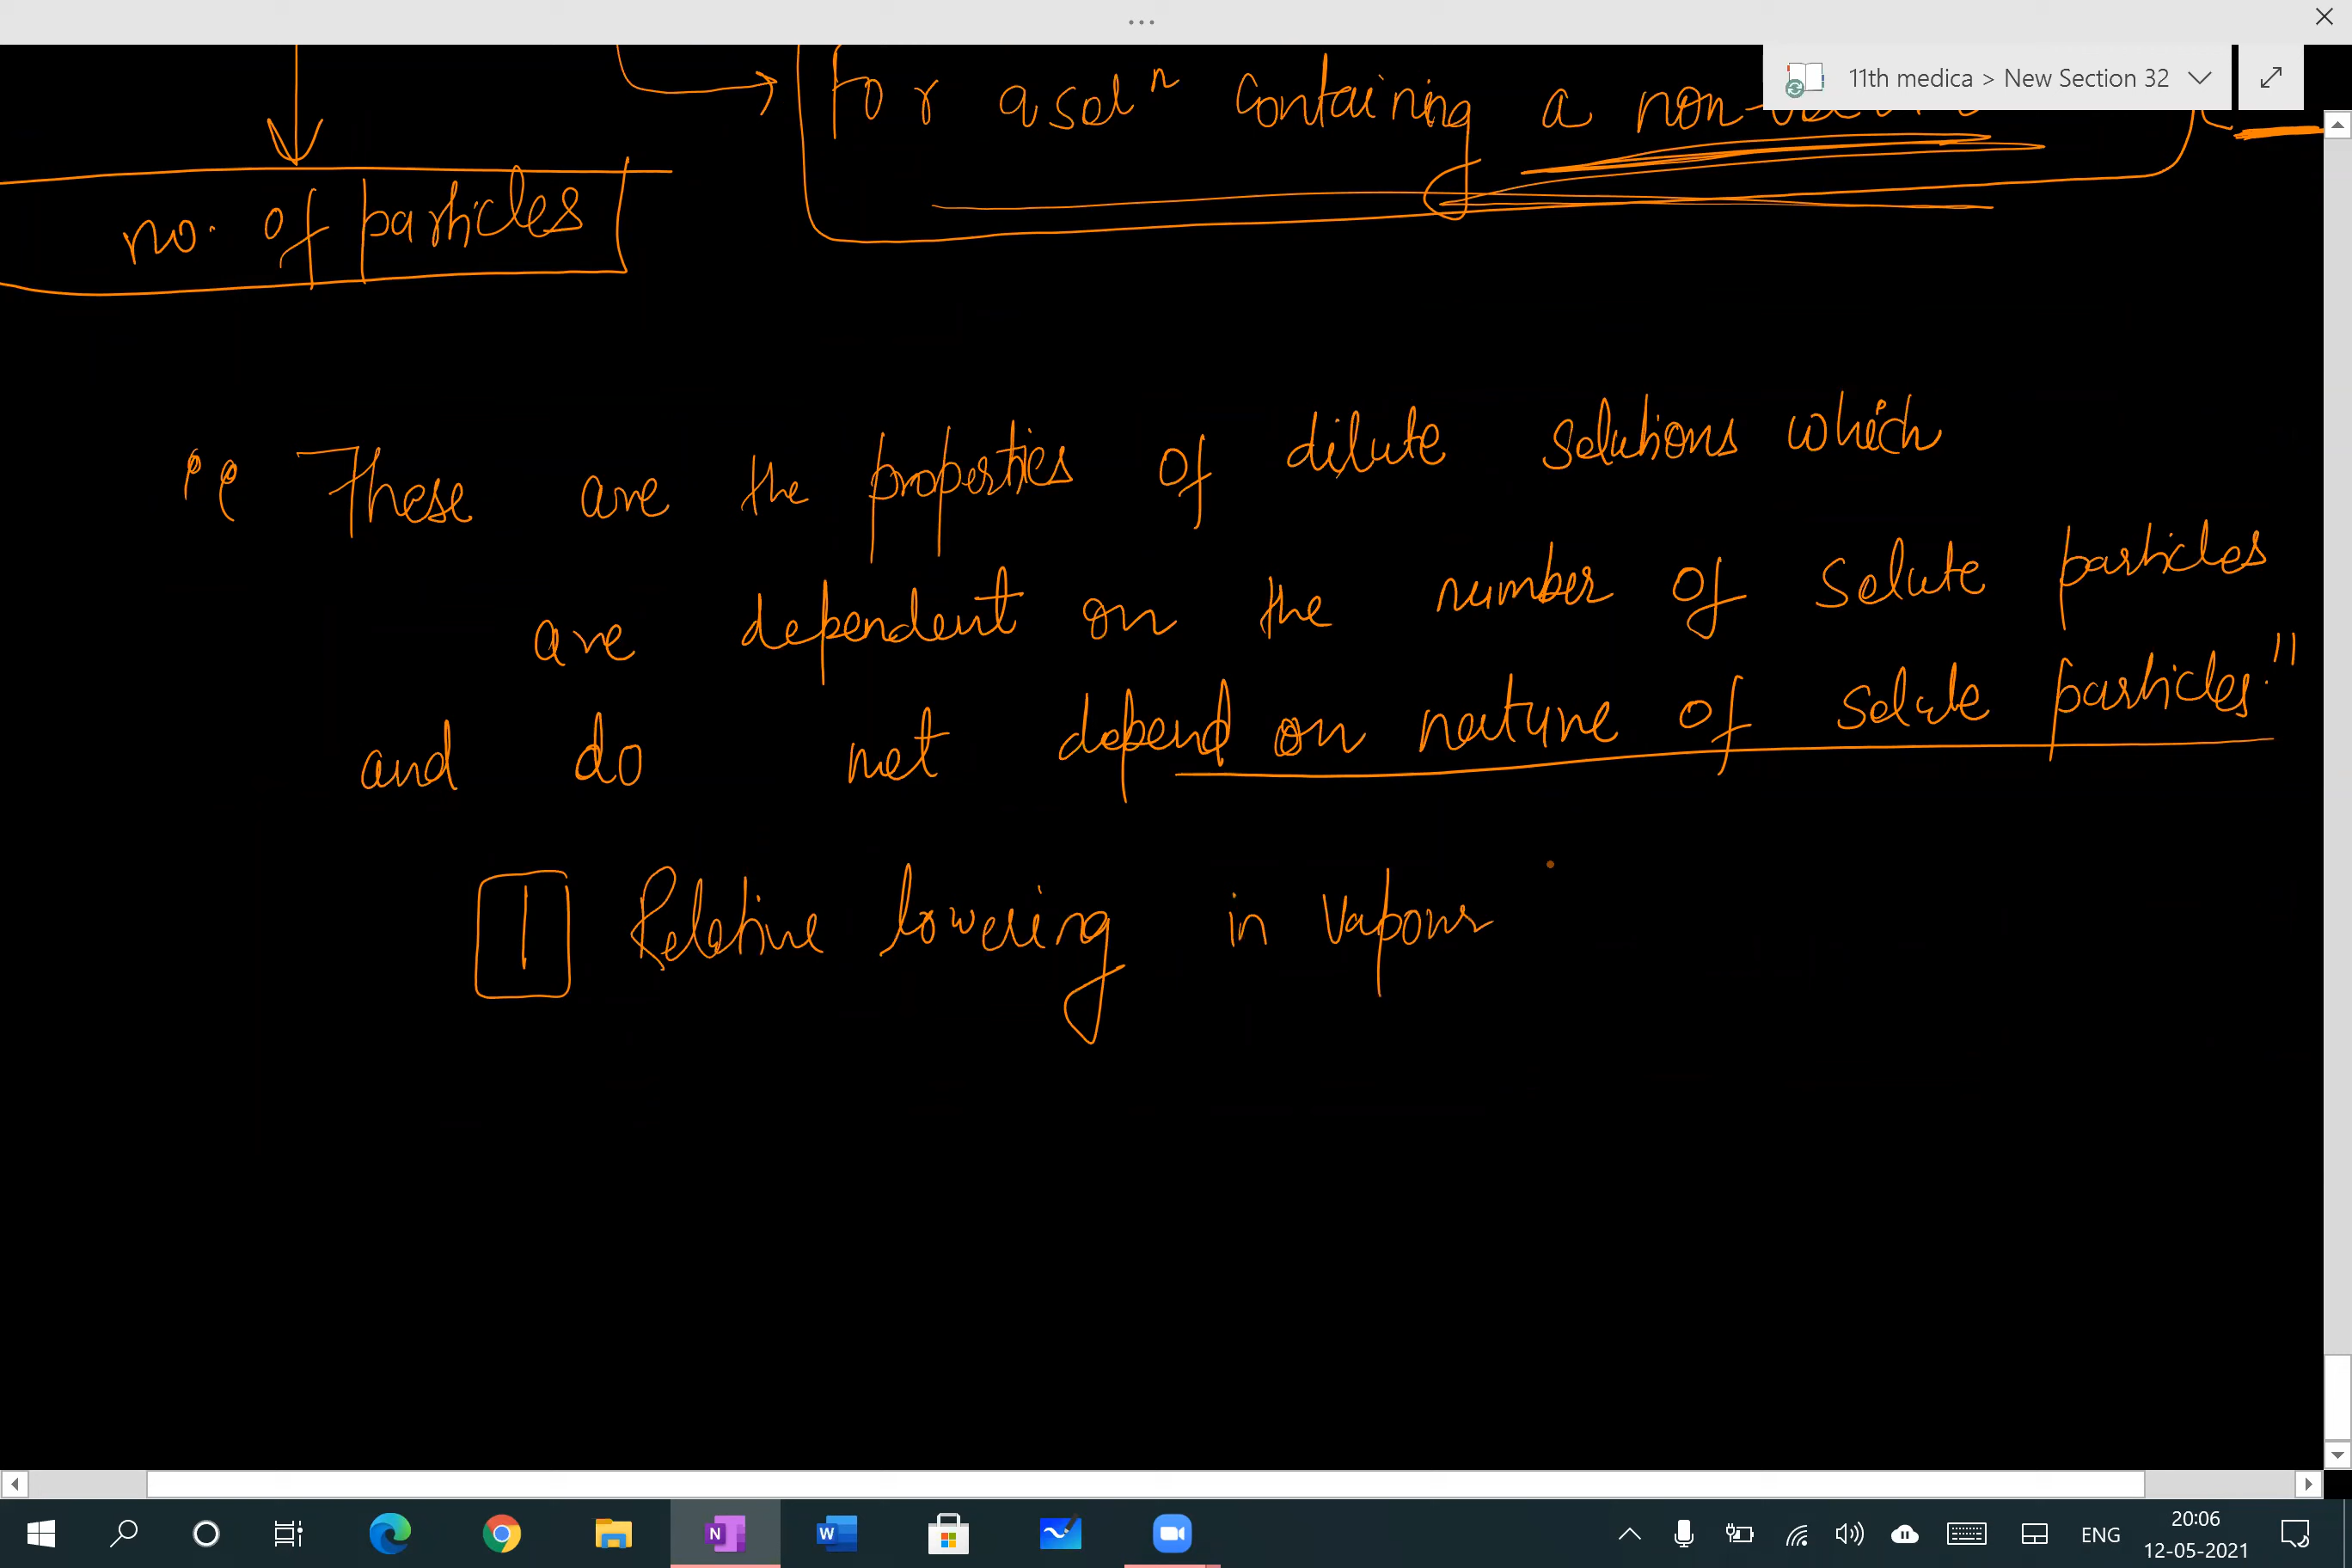 ...
11th medica > New Section 32
For a solⁿ containing a non-
no. of particles
"These are the properties of dilute solutions which
are dependent on the number of solute particles
and do not depend on nature of solute particles."
1 Relative lowering in vapour
N
W
ENG
20:06
12-05-2021